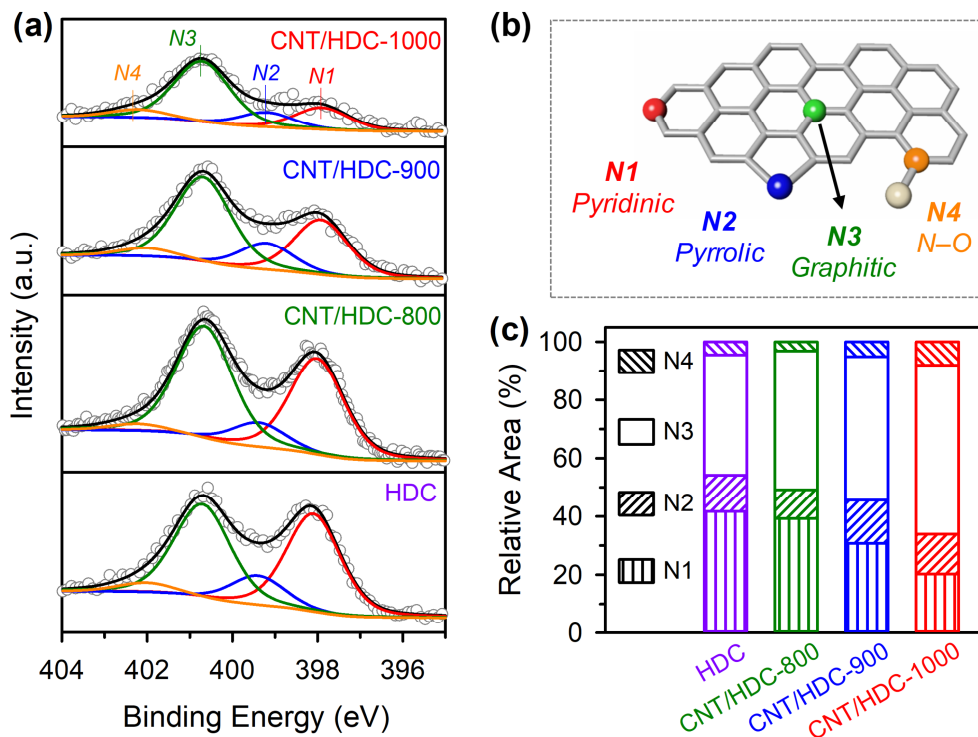 (a)
N3
CNT/HDC-1000
N4
N2
N1
CNT/HDC-900
CNT/HDC-800
HDC
Intensity (a.u.)
404
402
400
398
396
Binding Energy (eV)
(b)
N1
Pyridinic
N2
Pyrrolic
N3
Graphitic
N4
N–O
(c)
100
80
60
40
20
0
Relative Area (%)
N4
N3
N2
N1
HDC
CNT/HDC-800
CNT/HDC-900
CNT/HDC-1000